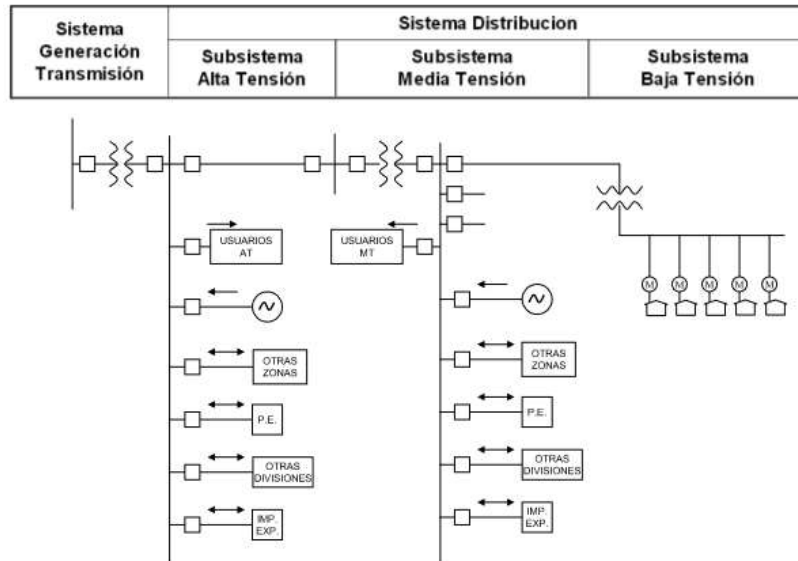 Sistema
Generación
Transmisión
Sistema Distribucion
Subsistema
Alta Tensión
Subsistema
Media Tensión
Subsistema
Baja Tensión
USUARIOS
AT
USUARIOS
MT
M M M M M
OTRAS
ZONAS
OTRAS
ZONAS
P.E.
P.E.
OTRAS
DIVISIONES
OTRAS
DIVISIONES
IMP.
EXP.
IMP.
EXP.